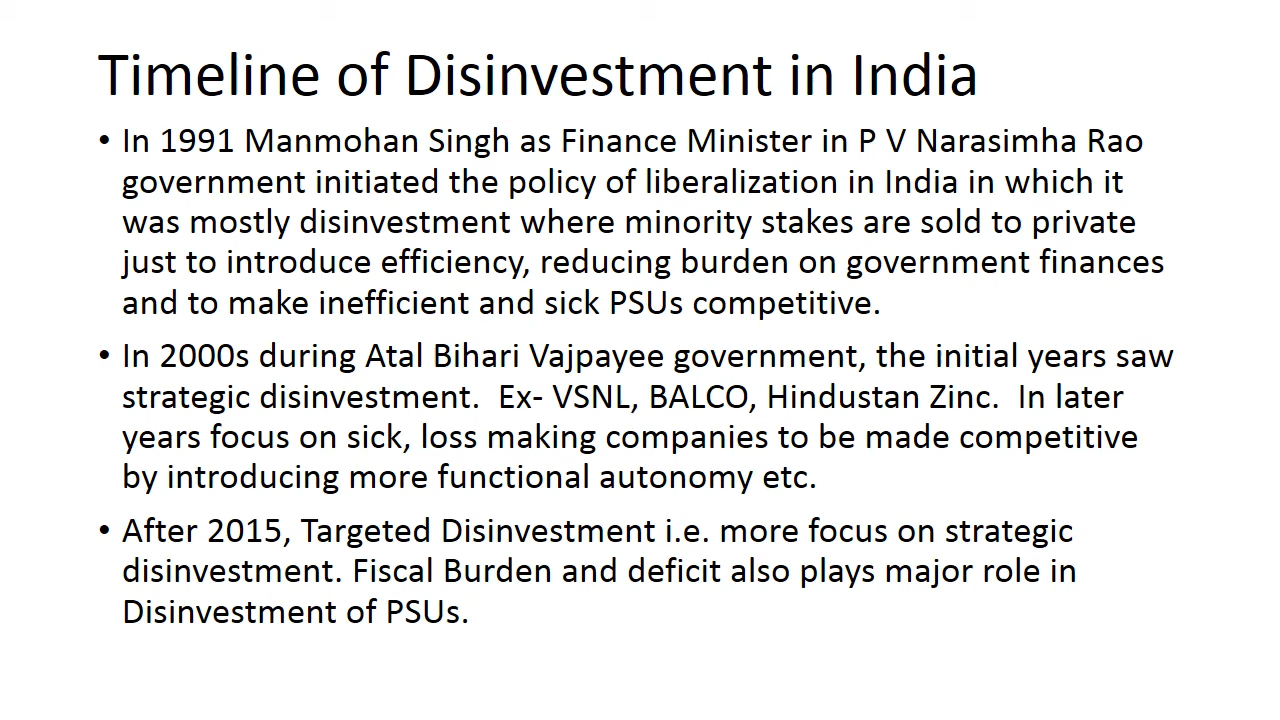 Timeline of Disinvestment in India
• In 1991 Manmohan Singh as Finance Minister in P V Narasimha Rao
government initiated the policy of liberalization in India in which it
was mostly disinvestment where minority stakes are sold to private
just to introduce efficiency, reducing burden on government finances
and to make inefficient and sick PSUs competitive.
• In 2000s during Atal Bihari Vajpayee government, the initial years saw
strategic disinvestment.  Ex- VSNL, BALCO, Hindustan Zinc.  In later
years focus on sick, loss making companies to be made competitive
by introducing more functional autonomy etc.
• After 2015, Targeted Disinvestment i.e. more focus on strategic
disinvestment. Fiscal Burden and deficit also plays major role in
Disinvestment of PSUs.